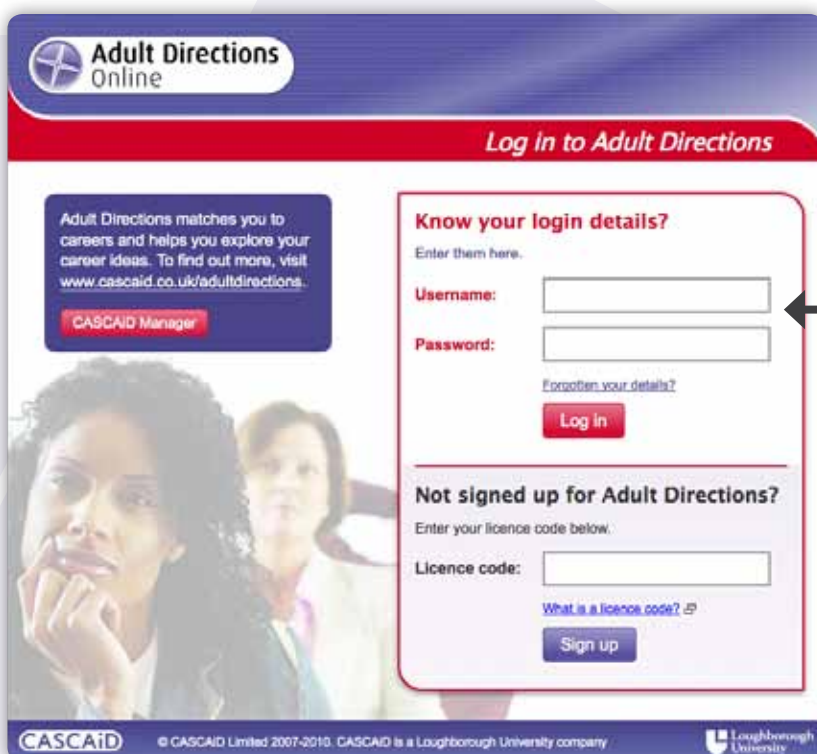 Adult Directions
Online
Log in to Adult Directions
Adult Directions matches you to
careers and helps you explore your
career ideas. To find out more, visit
www.cascaid.co.uk/adultdirections.
CASCAiD Manager
Know your login details?
Enter them here.
Username:
Password:
Forgotten your details?
Log in
Not signed up for Adult Directions?
Enter your licence code below.
Licence code:
What is a licence code?
Sign up
CASCAiD
© CASCAiD Limited 2007-2010. CASCAiD is a Loughborough University company
Loughborough
University